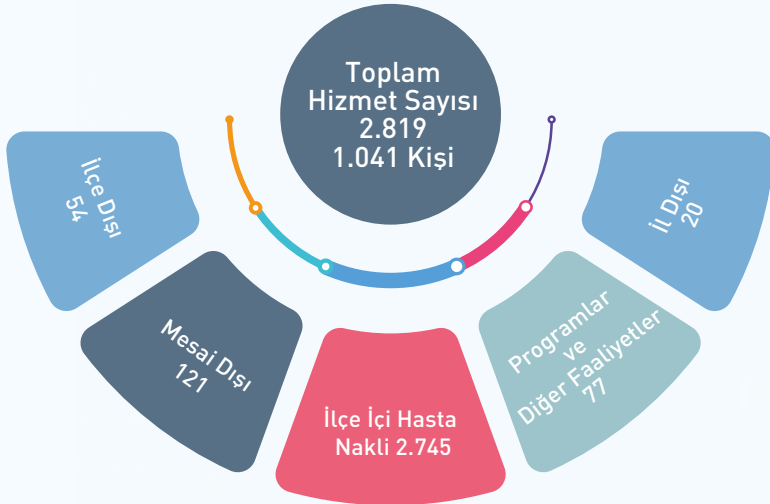 Toplam
Hizmet Sayısı
2.819
1.041 Kişi
İlçe Dışı
54
Mesai Dışı
121
İlçe İçi Hasta
Nakli 2.745
Programlar
ve
Diğer Faaliyetler
77
İl Dışı
20